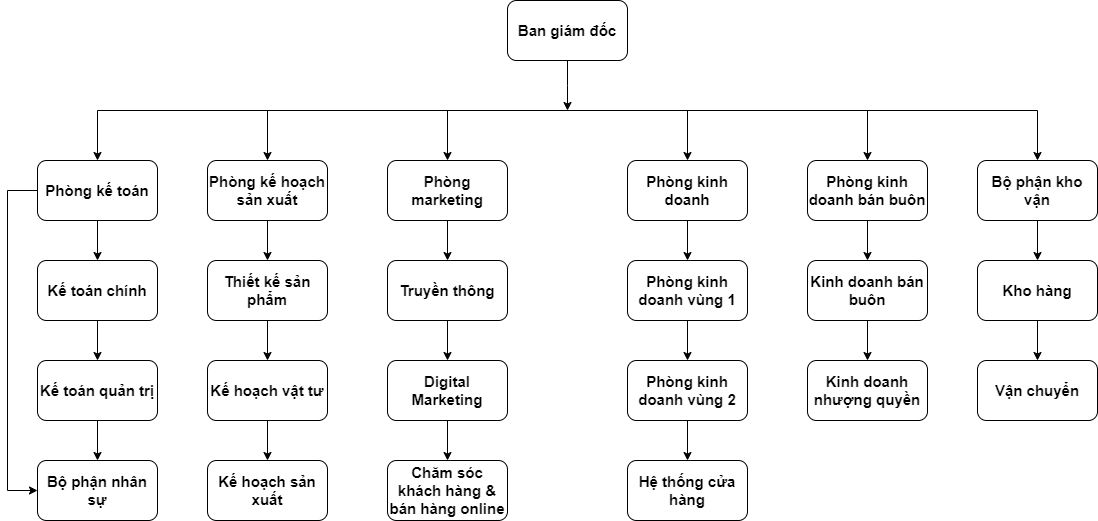 Ban giám đốc
Phòng kế toán
Phòng kế hoạch
sản xuất
Phòng
marketing
Phòng kinh
doanh
Phòng kinh
doanh bán buôn
Bộ phận kho
vận
Kế toán chính
Thiết kế sản
phẩm
Truyền thông
Phòng kinh
doanh vùng 1
Kinh doanh bán
buôn
Kho hàng
Kế toán quản trị
Kế hoạch vật tư
Digital
Marketing
Phòng kinh
doanh vùng 2
Kinh doanh
nhượng quyền
Vận chuyển
Bộ phận nhân
sự
Kế hoạch sản
xuất
Chăm sóc
khách hàng &
bán hàng online
Hệ thống cửa
hàng